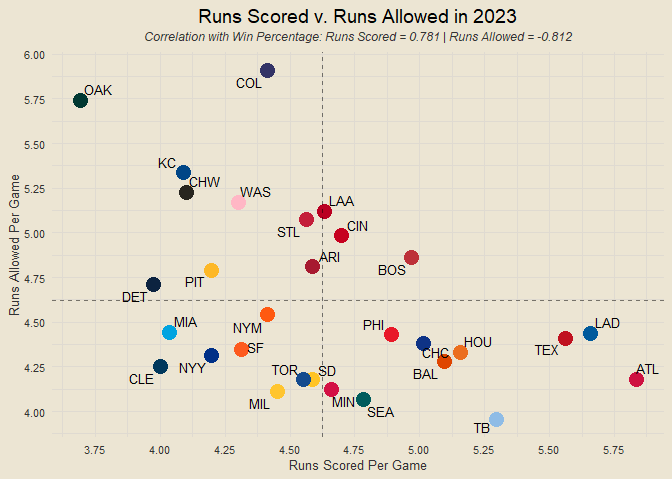 Runs Scored v. Runs Allowed in 2023
Correlation with Win Percentage: Runs Scored = 0.781 | Runs Allowed = -0.812
6.00
COL
OAK
5.75
5.50
KC
CHW
5.25
WAS
LAA
STL
CIN
5.00
ARI
BOS
PIT
4.75
DET
MIA
NYM
PHI
LAD
4.50
SF
CHC
HOU
TEX
CLE
NYY
TOR
SD
BAL
ATL
4.25
MIL
MIN
SEA
4.00
TB
3.75 4.00 4.25 4.50 4.75 5.00 5.25 5.50 5.75
Runs Scored Per Game
Runs Allowed Per Game